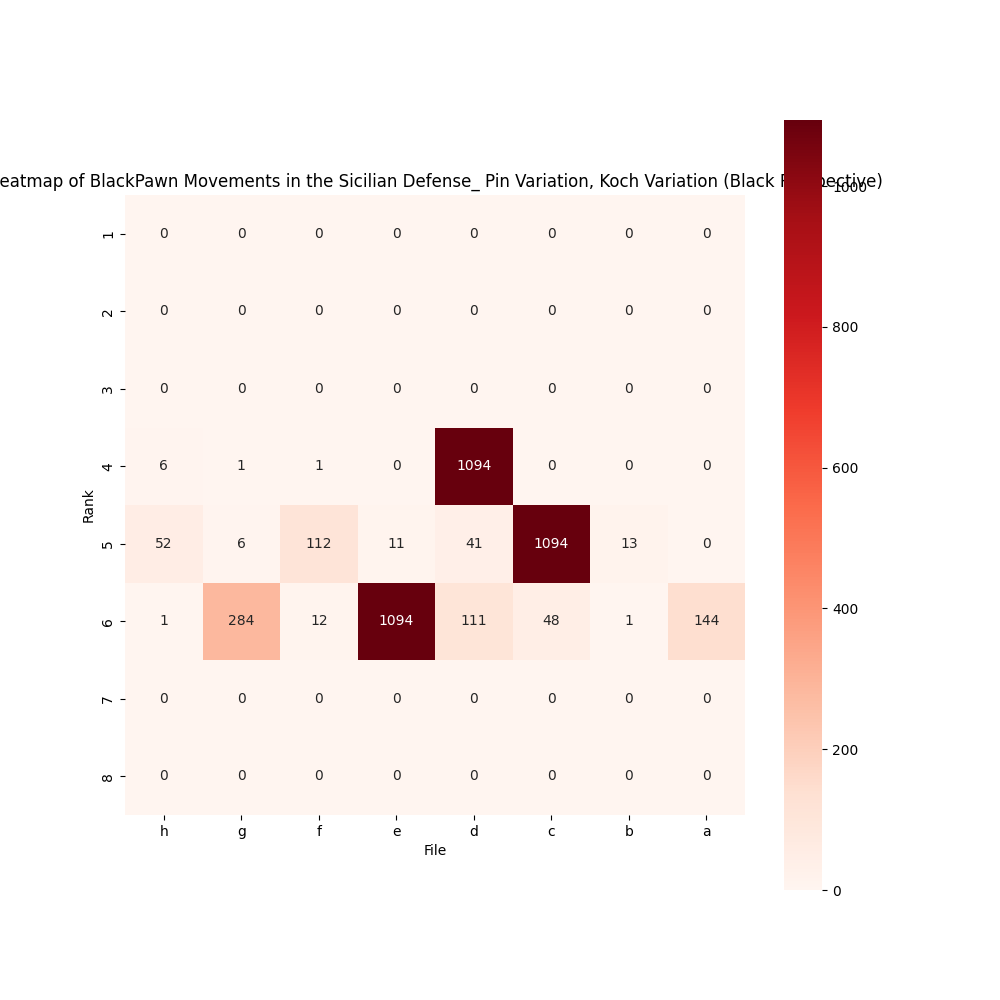 eatmap of BlackPawn Movements in the Sicilian Defense_ Pin Variation, Koch Variation (Black
1000
1 0 0 0 0 0 0 0 0
2 0 0 0 0 0 0 0 0
800
3 0 0 0 0 0 0 0 0
4 6 1 1 0 1094 0 0 0
600
Rank
5 52 6 112 11 41 1094 13 0
400
6 1 284 12 1094 111 48 1 144
7 0 0 0 0 0 0 0 0
200
8 0 0 0 0 0 0 0 0
h g f e d c b a
File
0